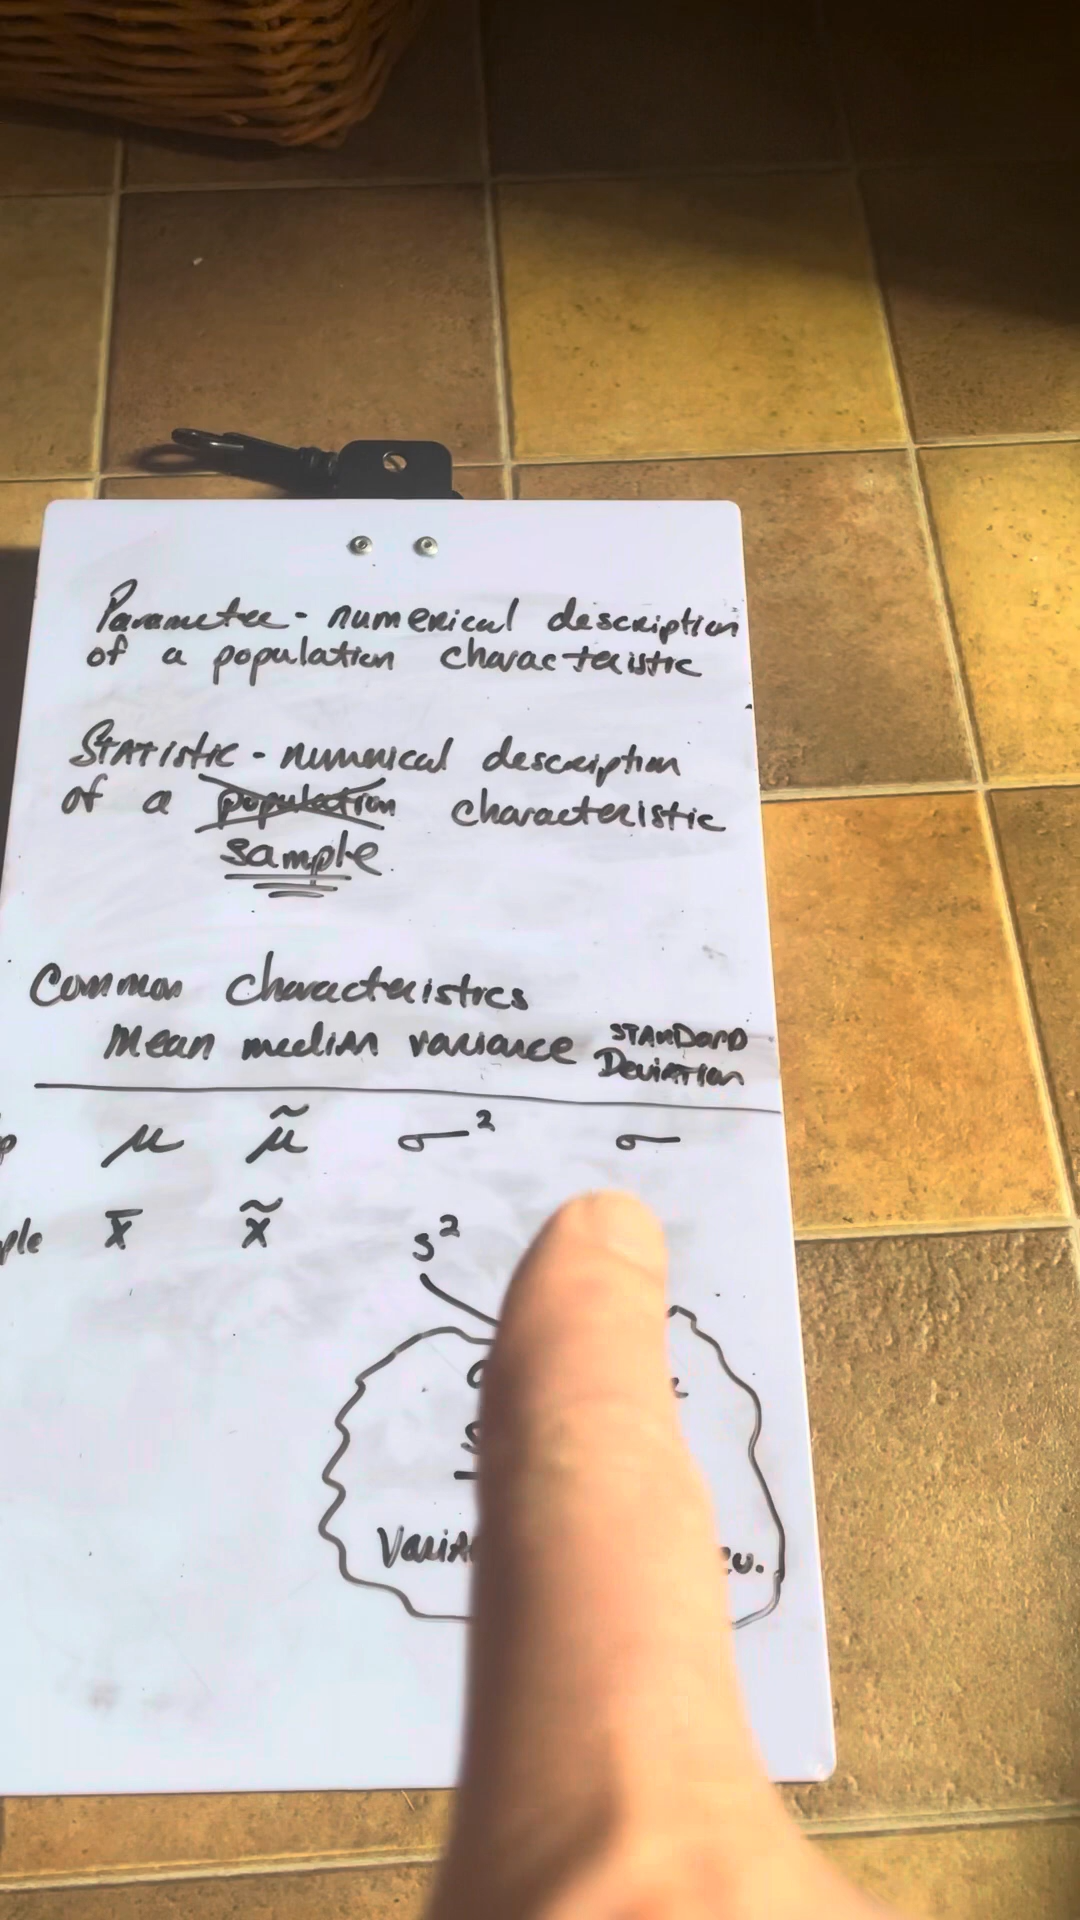 Parameter - numerical description
of a population characteristic
Statistic - numerical description
of a population characteristic
sample
Common Characteristics
mean median variance STANDARD
Deviation
μ μ̃ σ² σ
x̄ x̃ s²